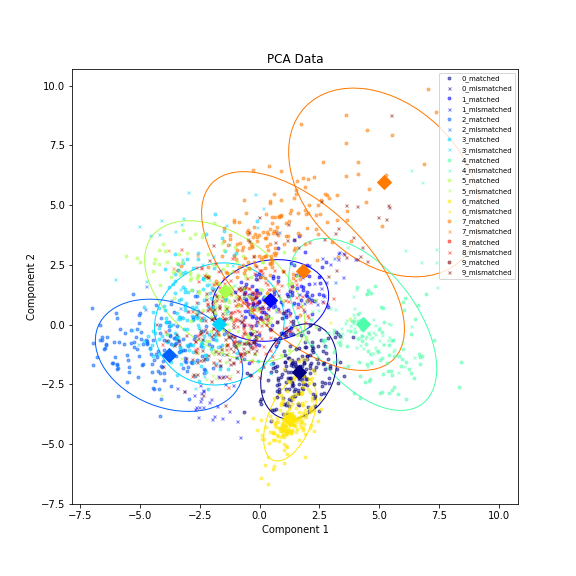 PCA Data
10.0
7.5
5.0
2.5
0.0
−2.5
−5.0
−7.5
Component 2
−7.5 −5.0 −2.5 0.0 2.5 5.0 7.5 10.0
Component 1
0_matched
0_mismatched
1_matched
1_mismatched
2_matched
2_mismatched
3_matched
3_mismatched
4_matched
4_mismatched
5_matched
5_mismatched
6_matched
6_mismatched
7_matched
7_mismatched
8_matched
8_mismatched
9_matched
9_mismatched